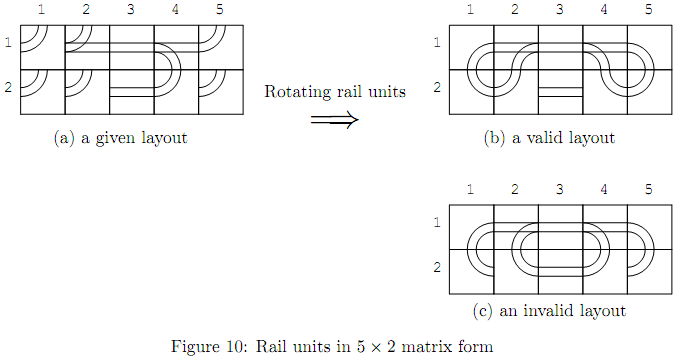 1 2 3 4 5
1
2
(a) a given layout
Rotating rail units
⟹
1 2 3 4 5
1
2
(b) a valid layout
1 2 3 4 5
1
2
(c) an invalid layout
Figure 10: Rail units in 5 × 2 matrix form